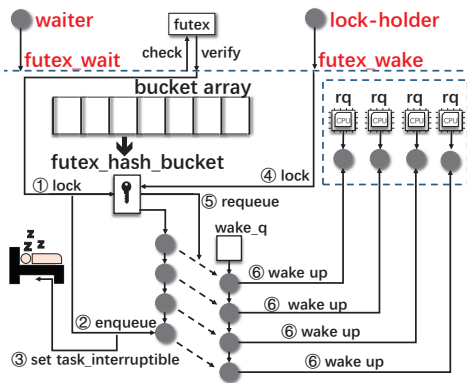 waiter
futex
lock-holder
futex_wait
check
verify
futex_wake
bucket array
rq rq rq rq
CPU CPU CPU CPU
futex_hash_bucket
① lock
④ lock
⑤ requeue
wake_q
z
z z
z
⑥ wake up
② enqueue
⑥ wake up
⑥ wake up
③ set task_interruptible
⑥ wake up